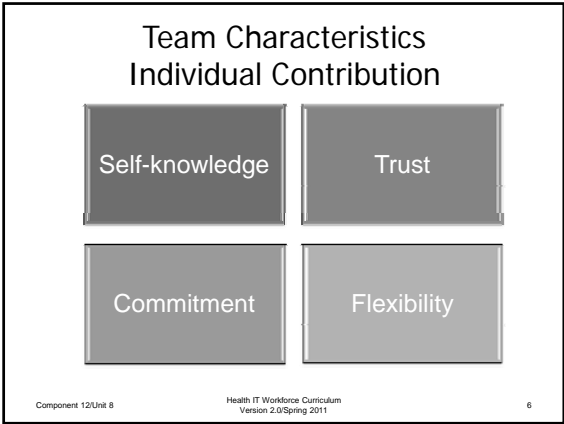 Team Characteristics
Individual Contribution
Self-knowledge
Trust
Commitment
Flexibility
Component 12/Unit 8
Health IT Workforce Curriculum
Version 2.0/Spring 2011
6